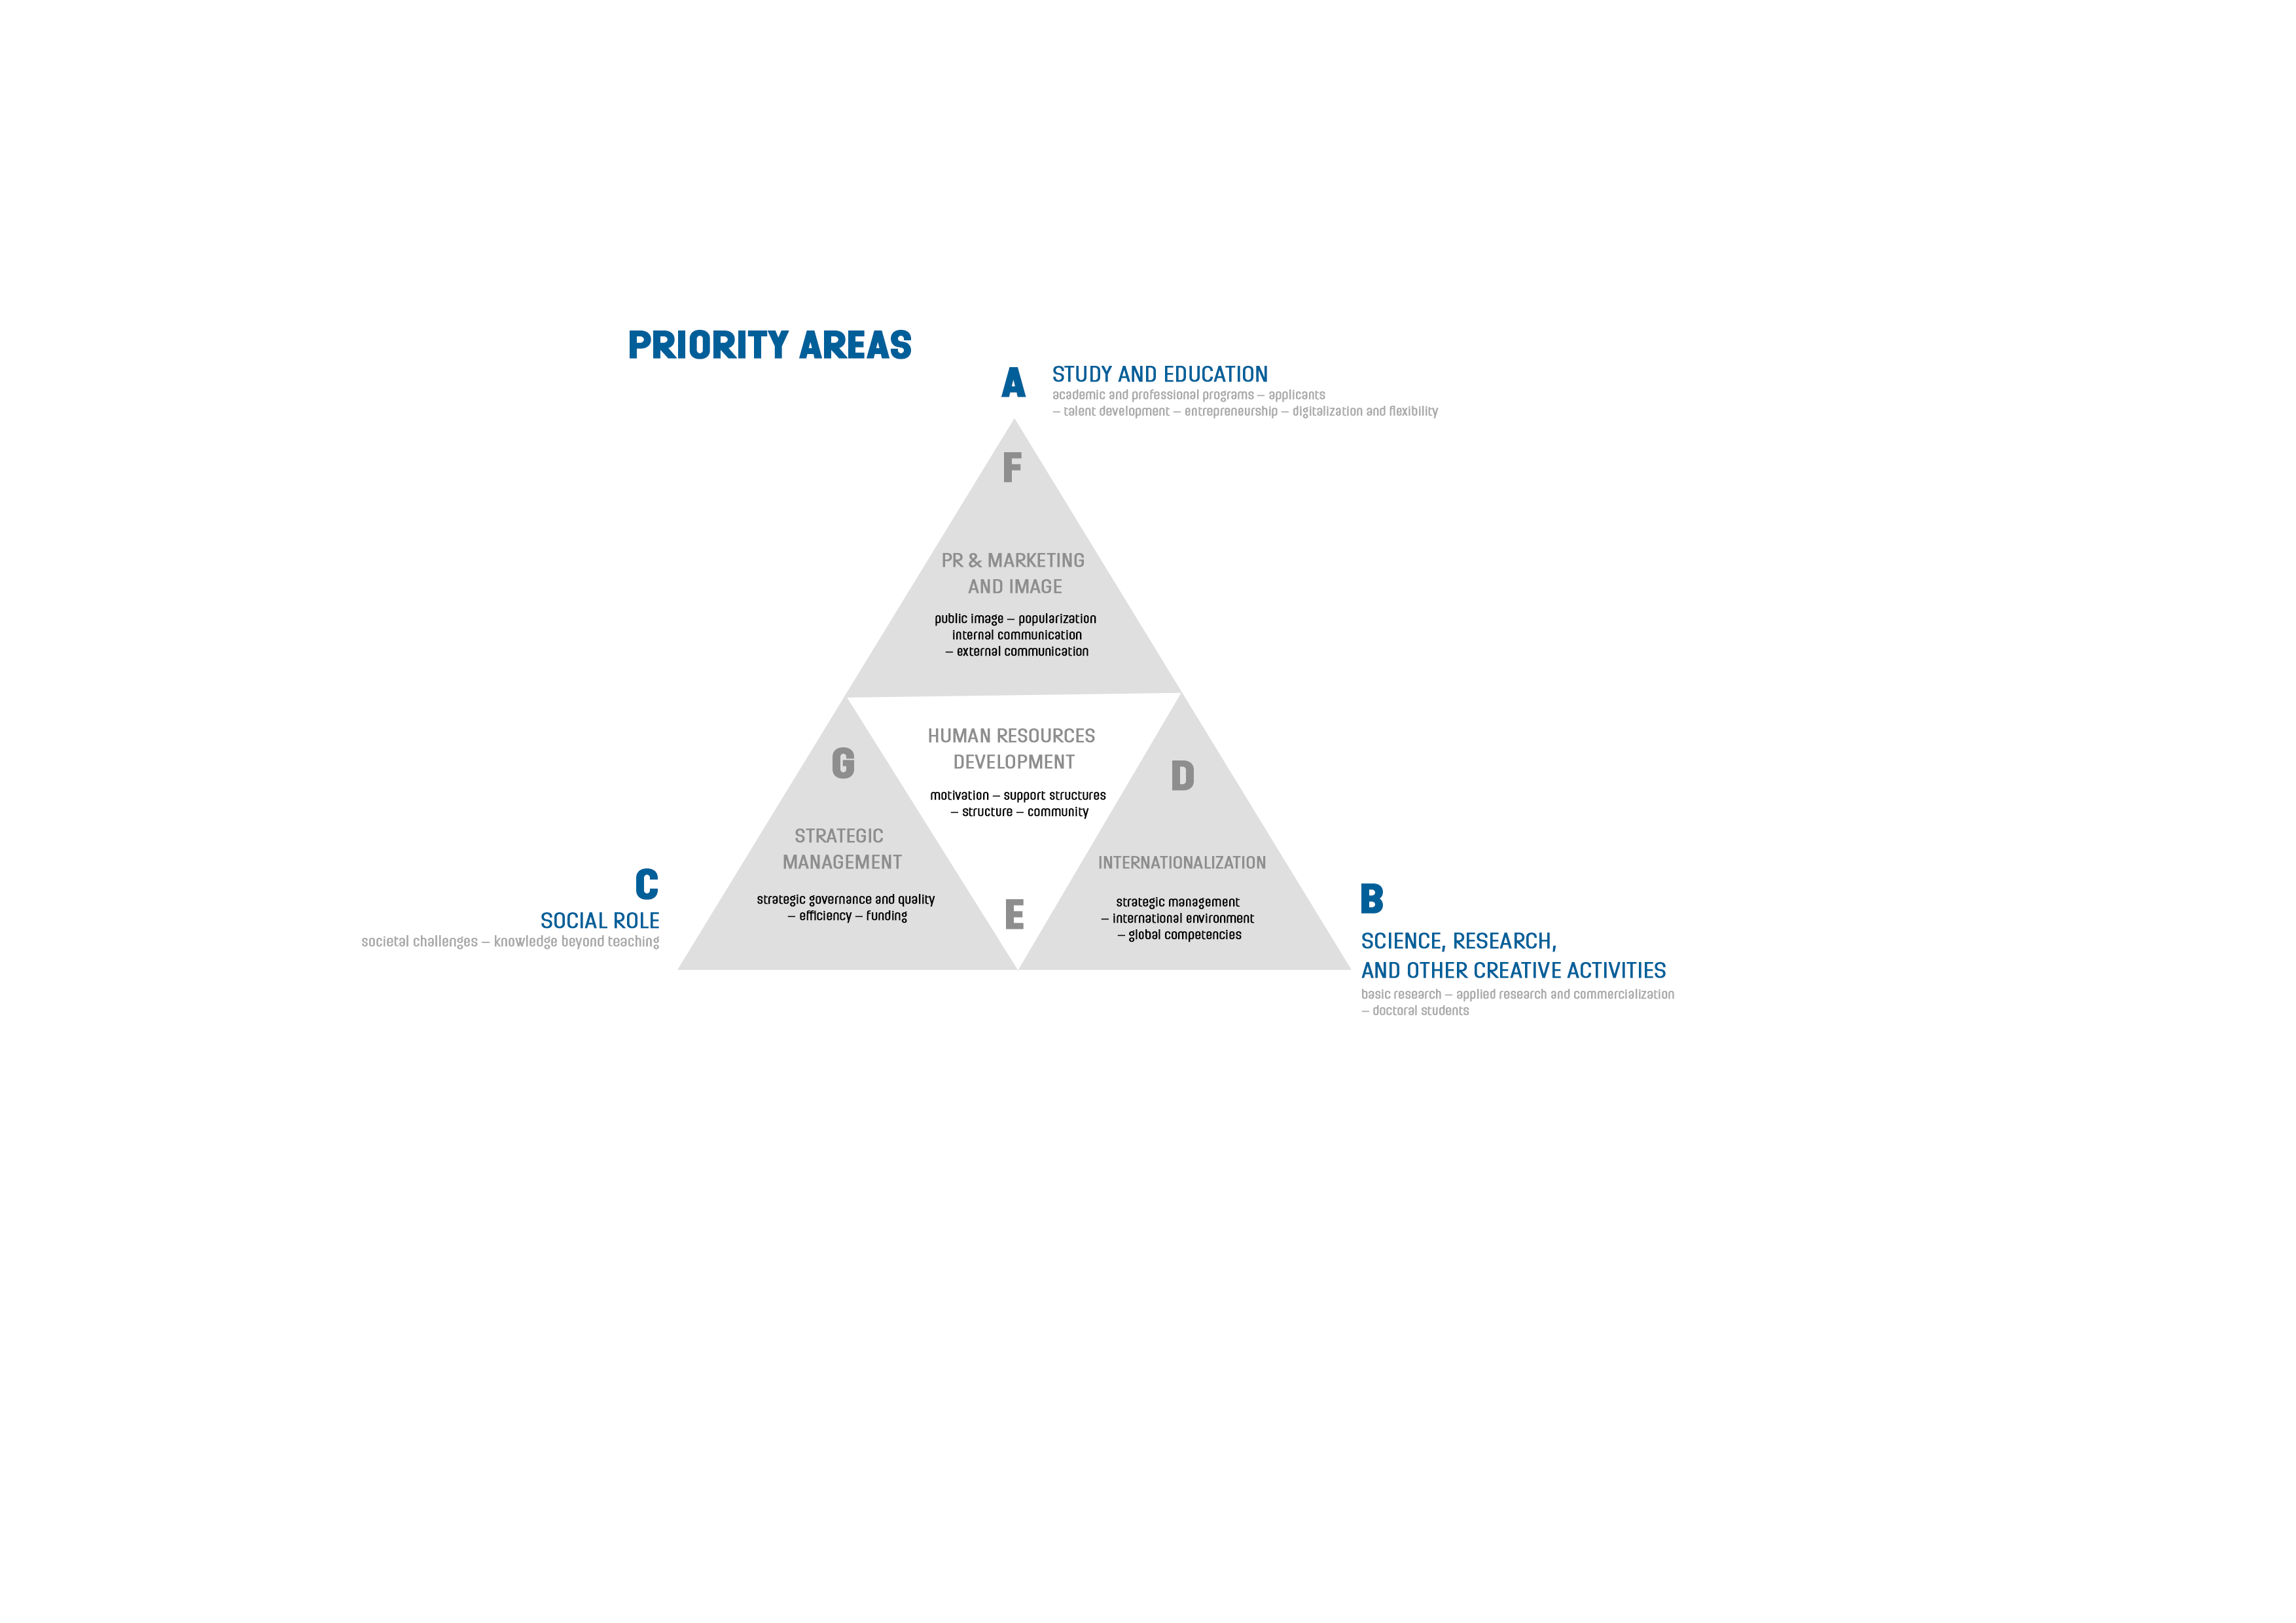 PRIORITY AREAS
A
STUDY AND EDUCATION
academic and professional programs – applicants
– talent development – entrepreneurship – digitalization and flexibility
F
PR & MARKETING
AND IMAGE
public image – popularization
internal communication
– external communication
HUMAN RESOURCES
DEVELOPMENT
motivation – support structures
– structure – community
E
G
STRATEGIC
MANAGEMENT
strategic governance and quality
– efficiency – funding
D
INTERNATIONALIZATION
strategic management
– international environment
– global competencies
C
SOCIAL ROLE
societal challenges – knowledge beyond teaching
B
SCIENCE, RESEARCH,
AND OTHER CREATIVE ACTIVITIES
basic research – applied research and commercialization
– doctoral students